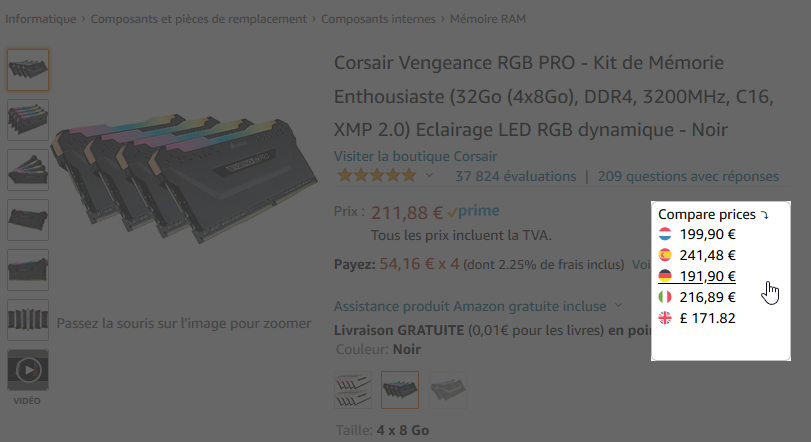 Informatique › Composants et pièces de remplacement › Composants internes › Mémoire RAM
Corsair Vengeance RGB PRO - Kit de Mémorie
Enthousiaste (32Go (4x8Go), DDR4, 3200MHz, C16,
XMP 2.0) Eclairage LED RGB dynamique - Noir
Visiter la boutique Corsair
37 824 évaluations | 209 questions avec réponses
Prix : 211,88 € prime
Tous les prix incluent la TVA.
Payez: 54,16 € x 4 (dont 2.25% de frais inclus) Voi
Assistance produit Amazon gratuite incluse
Livraison GRATUITE (0,01€ pour les livres) en poi
Couleur: Noir
Taille: 4 x 8 Go
Passez la souris sur l'image pour zoomer
VIDÉO
Compare prices ⤵
199,90 €
241,48 €
191,90 €
216,89 €
£ 171.82